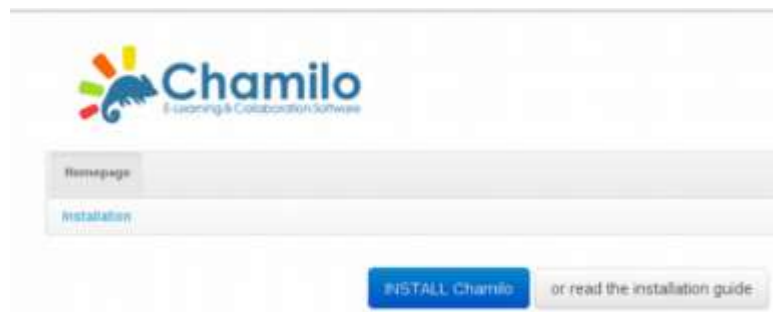 Chamilo
E-Learning & Collaboration Software
Homepage
Installation
INSTALL Chamilo or read the installation guide